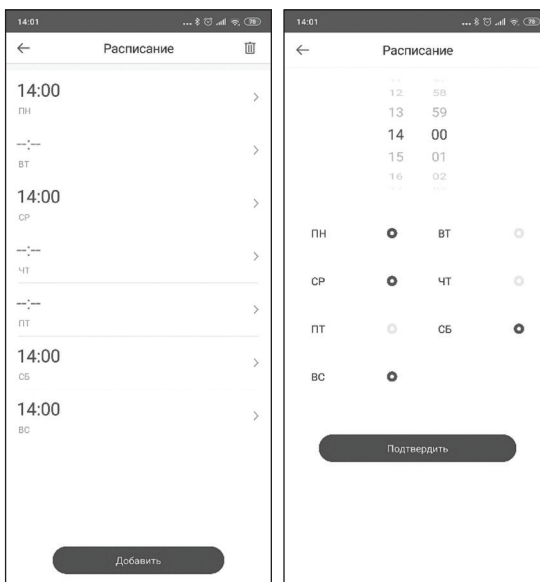 14:01
... 78
Расписание
14:00
ПН
--:--
ВТ
14:00
СР
--:--
ЧТ
--:--
ПТ
14:00
СБ
14:00
ВС
Добавить
14:01
... 78
Расписание
12 58
13 59
14 00
15 01
16 02
ПН ВТ
СР ЧТ
ПТ СБ
ВС
Подтвердить